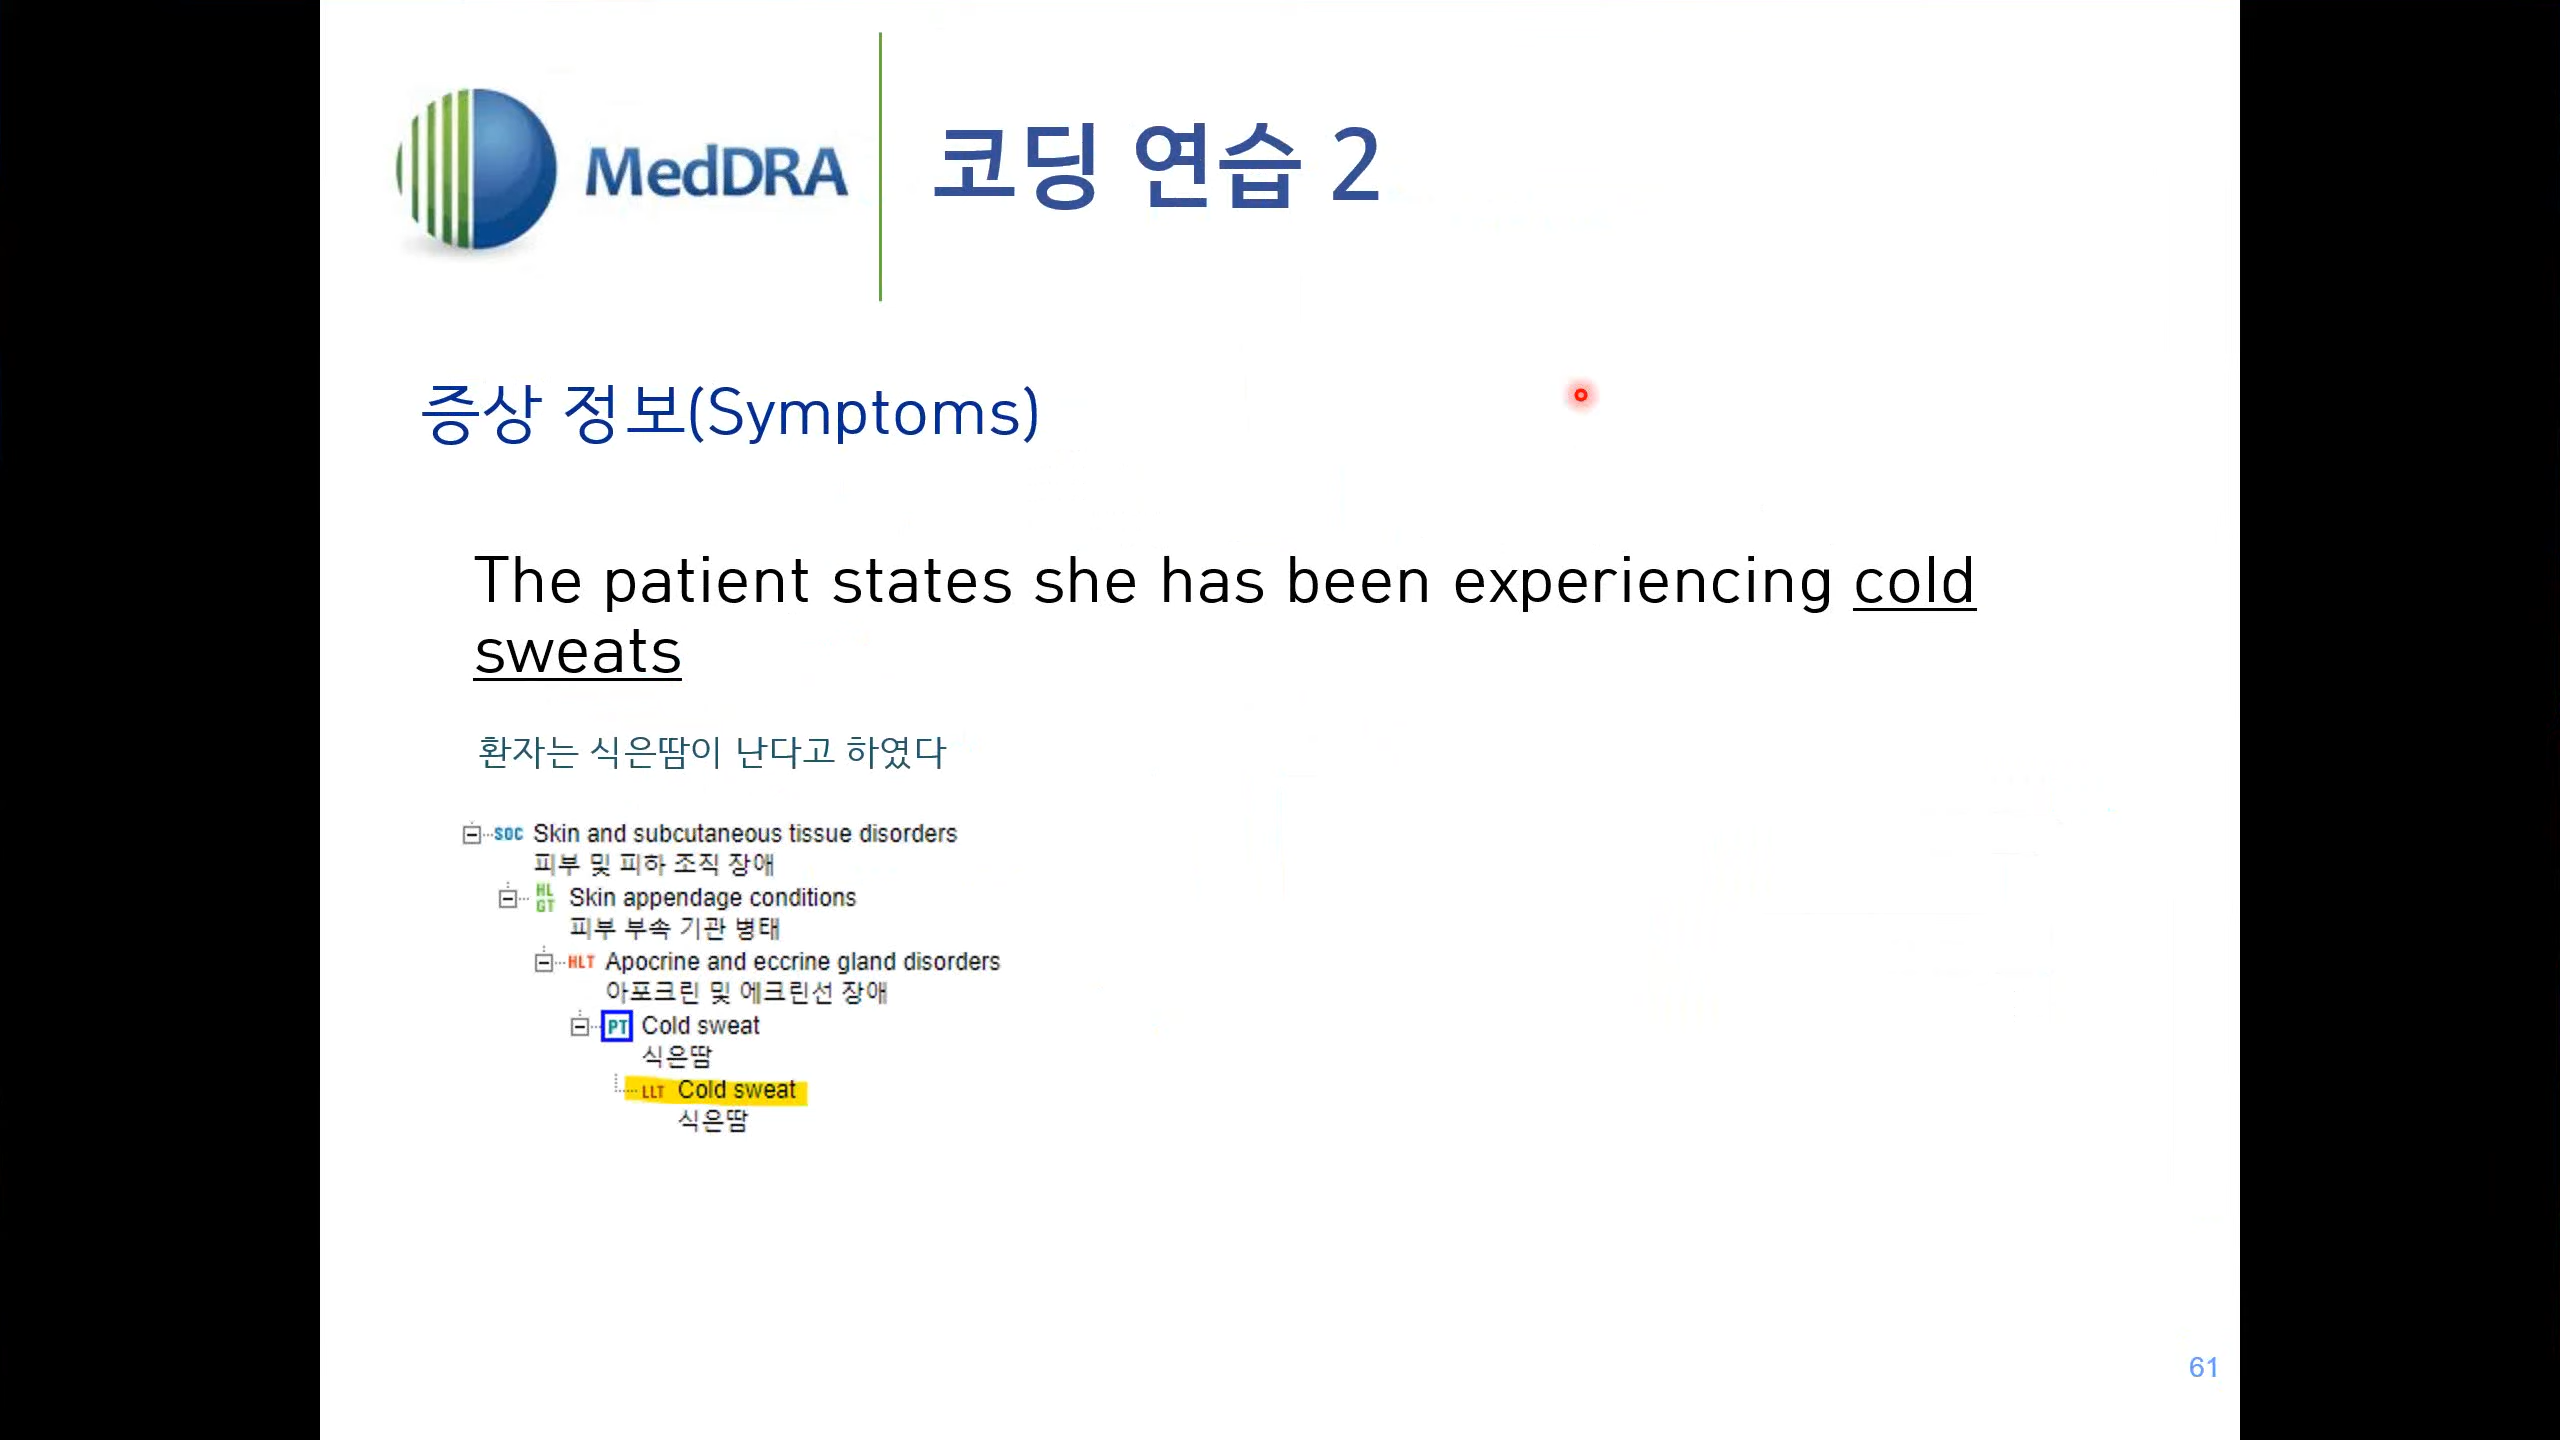 MedDRA
코딩 연습 2
증상 정보(Symptoms)
The patient states she has been experiencing cold
sweats
환자는 식은땀이 난다고 하였다
SOC Skin and subcutaneous tissue disorders
피부 및 피하 조직 장애
HLGT Skin appendage conditions
피부 부속 기관 병태
HLT Apocrine and eccrine gland disorders
아포크린 및 에크린선 장애
PT Cold sweat
식은땀
LLT Cold sweat
식은땀
61